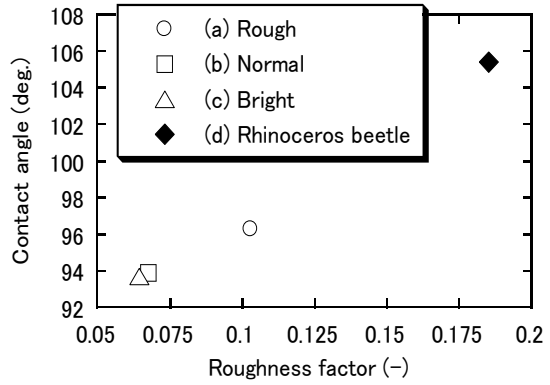 108
106
104
102
100
98
96
94
92
Contact angle (deg.)
(a) Rough
(b) Normal
(c) Bright
(d) Rhinoceros beetle
0.05 0.075 0.1 0.125 0.15 0.175 0.2
Roughness factor (-)